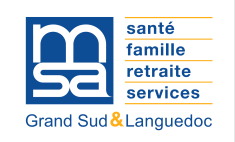 msa
santé
famille
retraite
services
Grand Sud & Languedoc